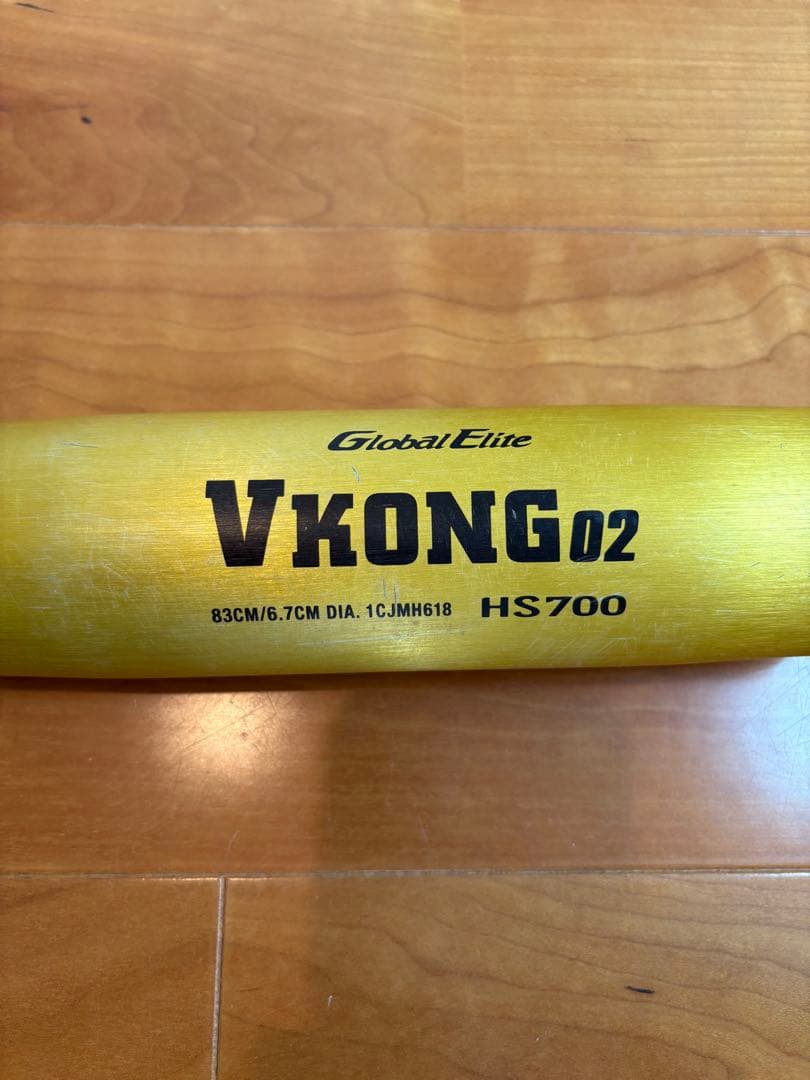 Global Elite
VKONG02
83CM/6.7CM DIA. 1CJMH618 HS700